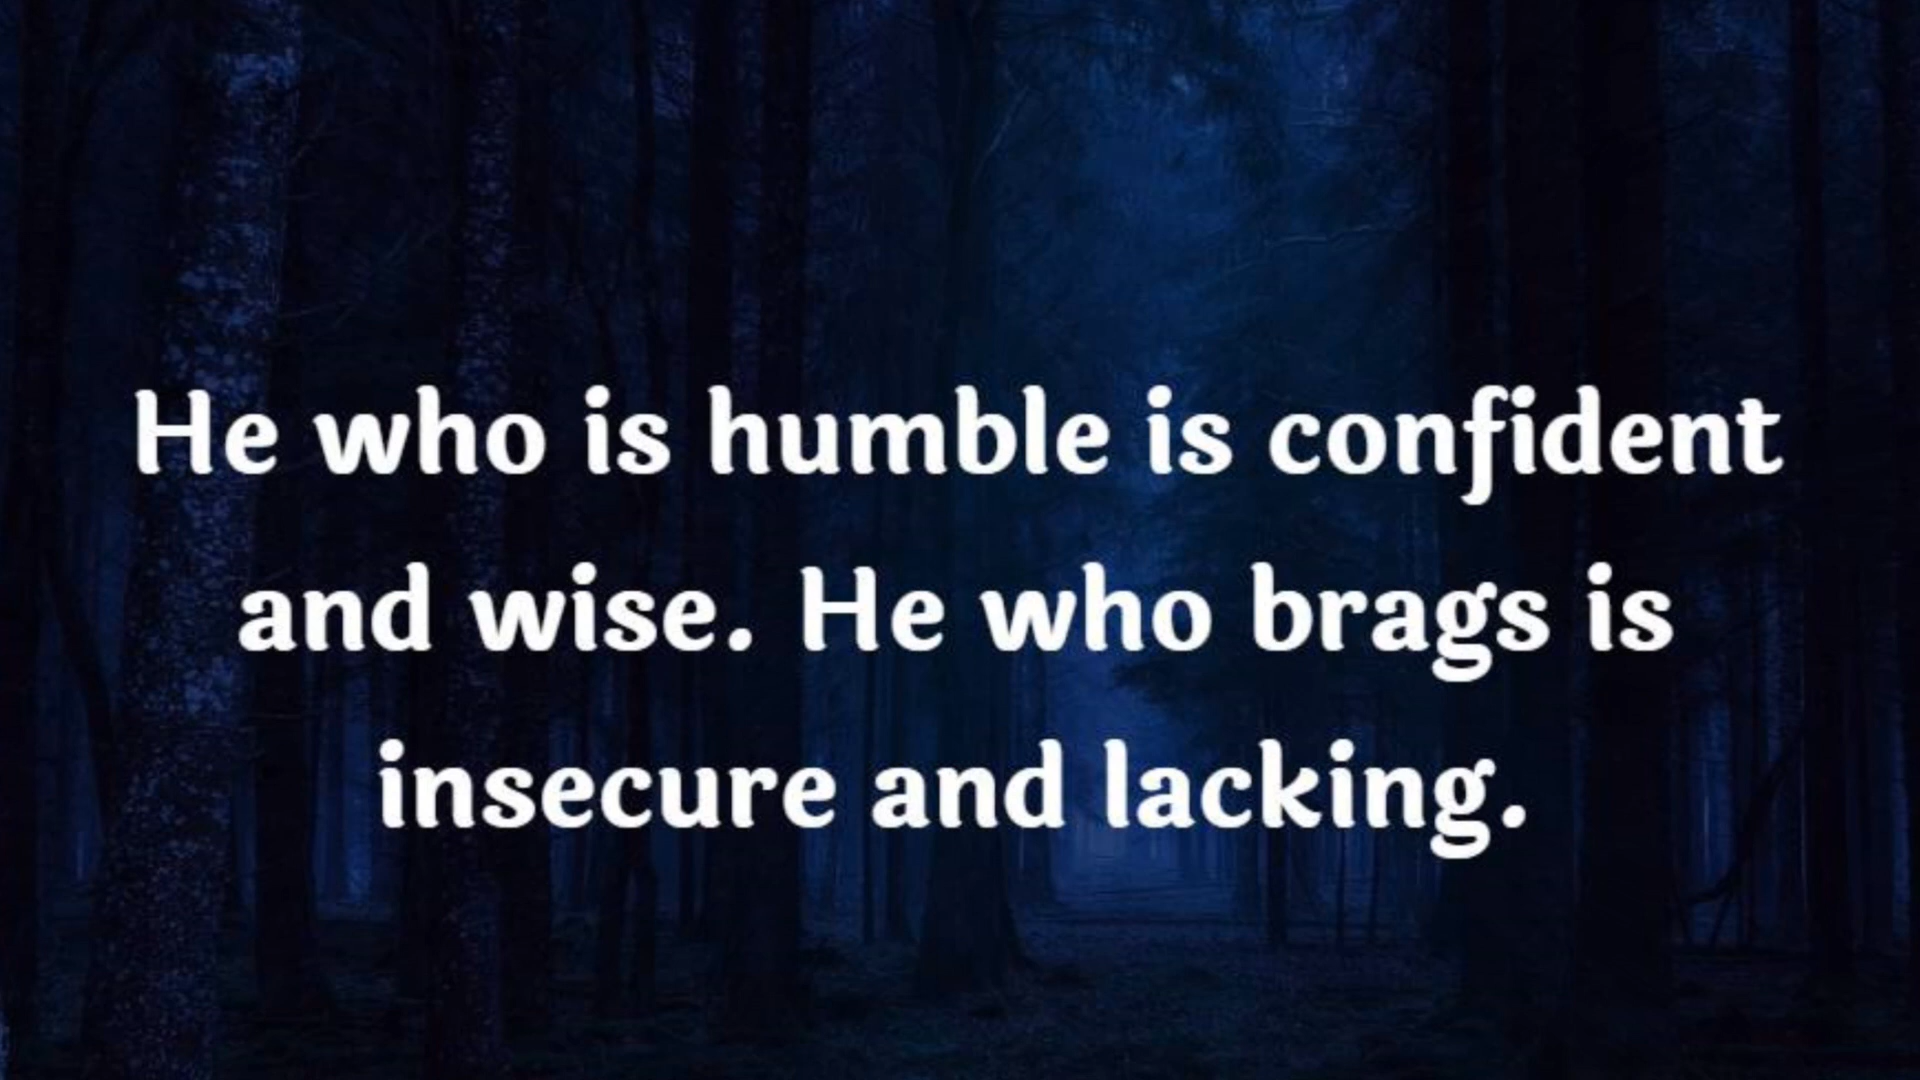 He who is humble is confident
and wise. He who brags is
insecure and lacking.